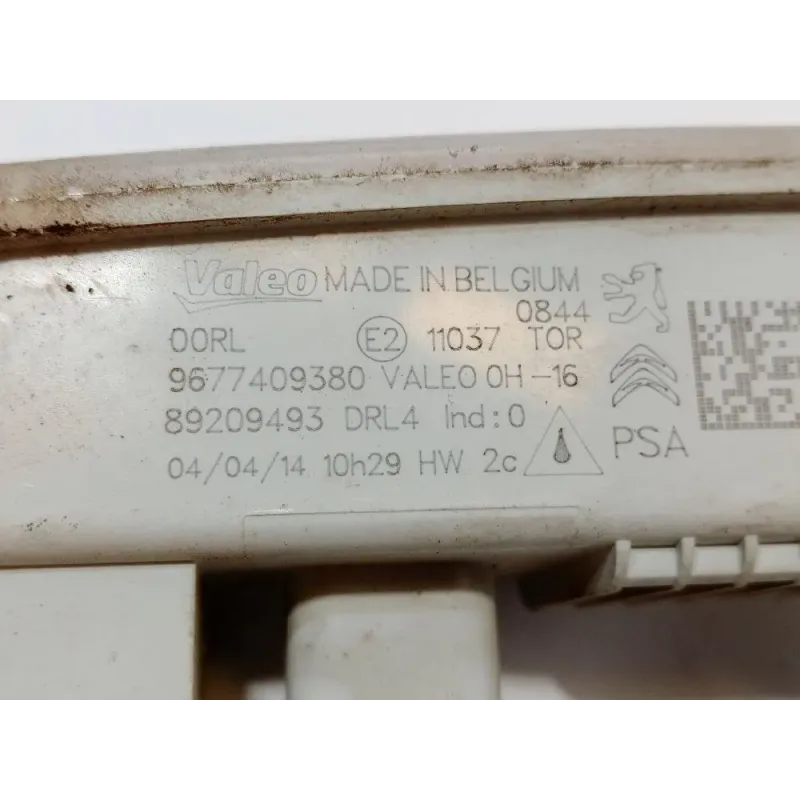 Valeo MADE IN BELGIUM
0844
00RL E2 11037 TOR
9677409380 VALEO 0H-16
89209493 DRL4 Ind:0
04/04/14 10h29 HW 2c
PSA